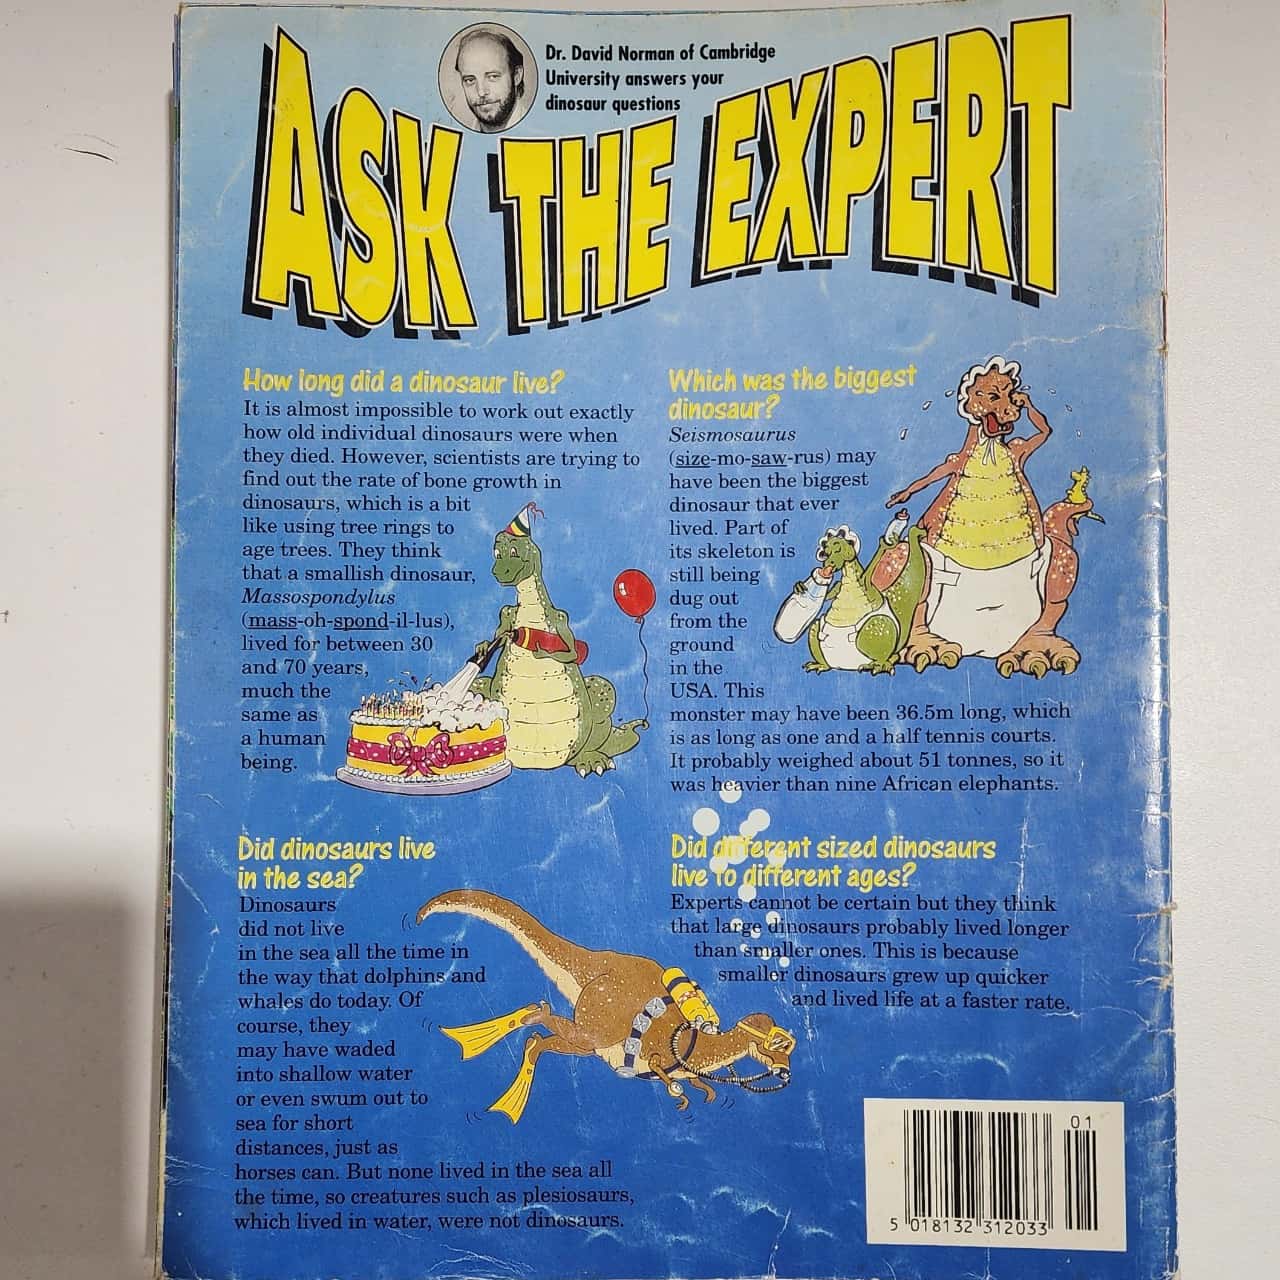 Dr. David Norman of Cambridge
University answers your
dinosaur questions
ASK THE EXPERT
How long did a dinosaur live?
It is almost impossible to work out exactly
how old individual dinosaurs were when
they died. However, scientists are trying to
find out the rate of bone growth in
dinosaurs, which is a bit
like using tree rings to
age trees. They think
that a smallish dinosaur,
Massospondylus
(mass-oh-spond-il-lus),
lived for between 30
and 70 years,
much the
same as
a human
being.
Which was the biggest
dinosaur?
Seismosaurus
(size-mo-saw-rus) may
have been the biggest
dinosaur that ever
lived. Part of
its skeleton is
still being
dug out
from the
ground
in the
USA. This
monster may have been 36.5m long, which
is as long as one and a half tennis courts.
It probably weighed about 51 tonnes, so it
was heavier than nine African elephants.
Did dinosaurs live
in the sea?
Dinosaurs
did not live
in the sea all the time in
the way that dolphins and
whales do today. Of
course, they
may have waded
into shallow water
or even swum out to
sea for short
distances, just as
horses can. But none lived in the sea all
the time, so creatures such as plesiosaurs,
which lived in water, were not dinosaurs.
Did different sized dinosaurs
live to different ages?
Experts cannot be certain but they think
that large dinosaurs probably lived longer
than smaller ones. This is because
smaller dinosaurs grew up quicker
and lived life at a faster rate.
01
5 018132 312033